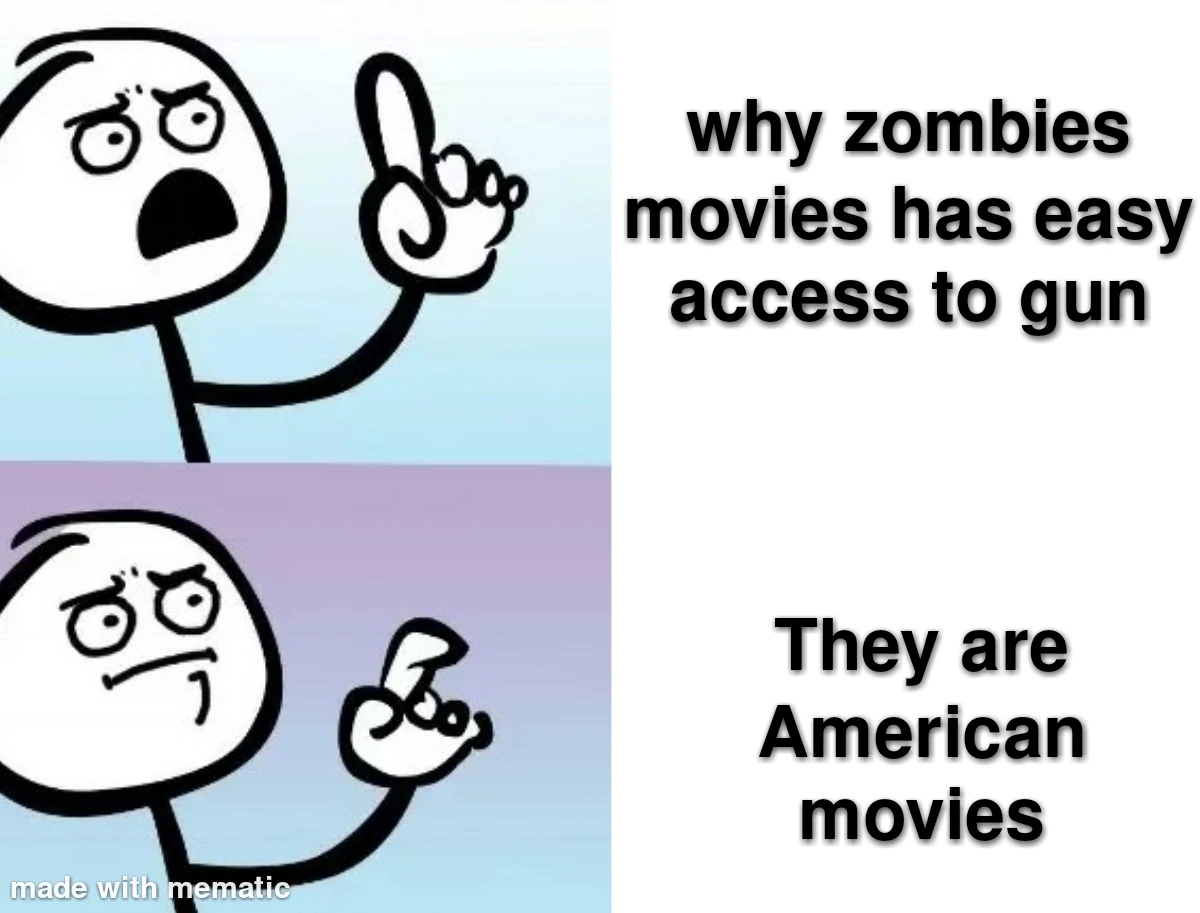 why zombies
movies has easy
access to gun
They are
American
movies
made with mematic